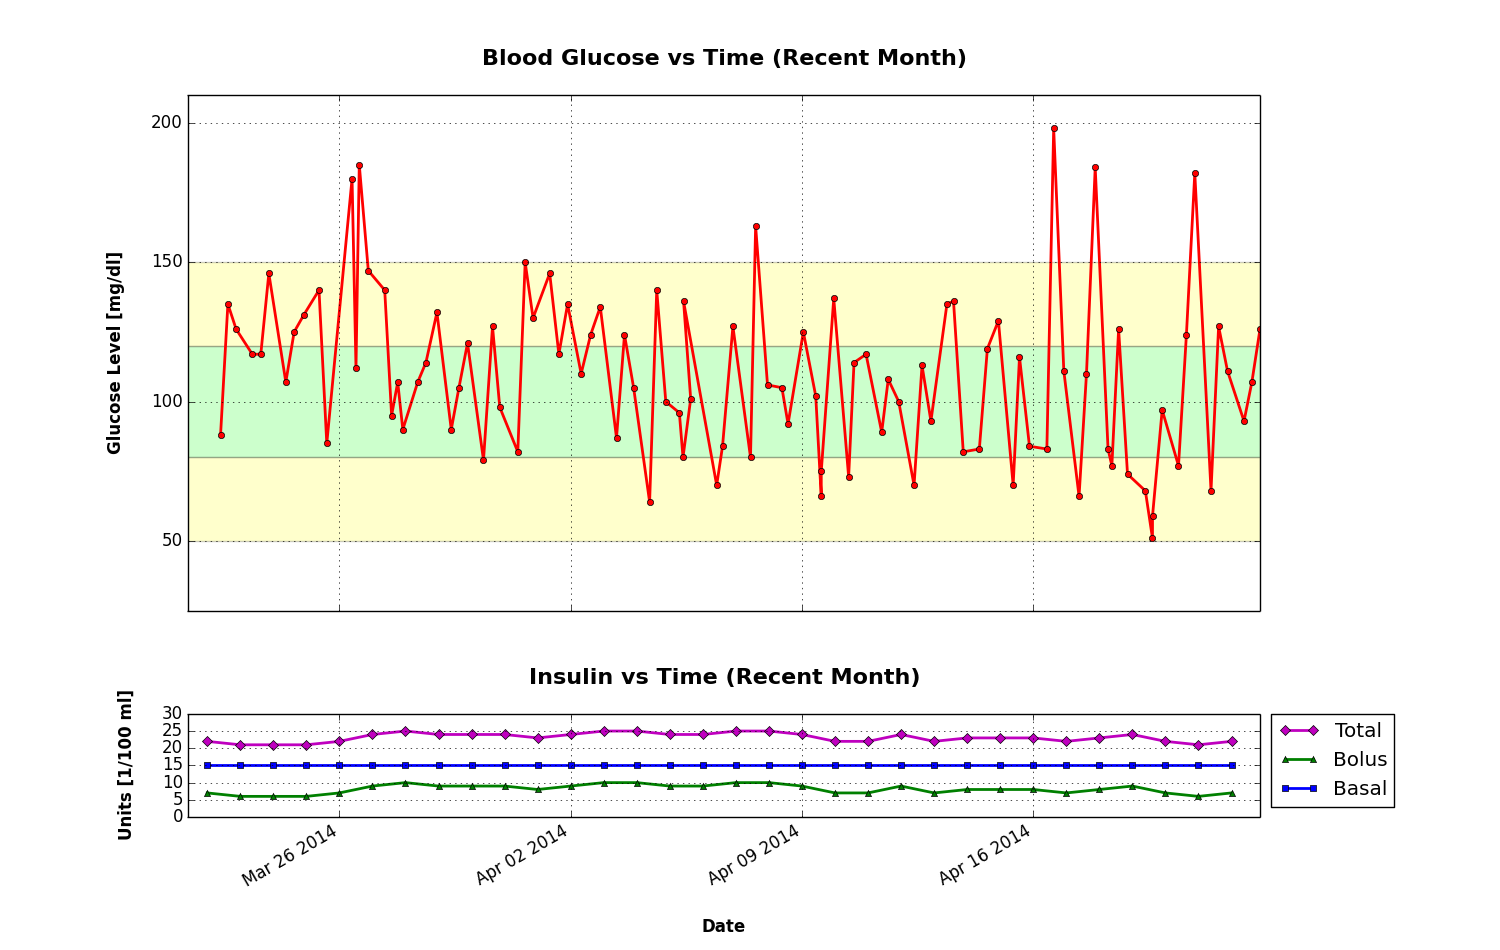 Blood Glucose vs Time (Recent Month)
200
150
100
50
Glucose Level [mg/dl]
Insulin vs Time (Recent Month)
30
25
20
15
10
5
0
Units [1/100 ml]
Total
Bolus
Basal
Mar 26 2014
Apr 02 2014
Apr 09 2014
Apr 16 2014
Date